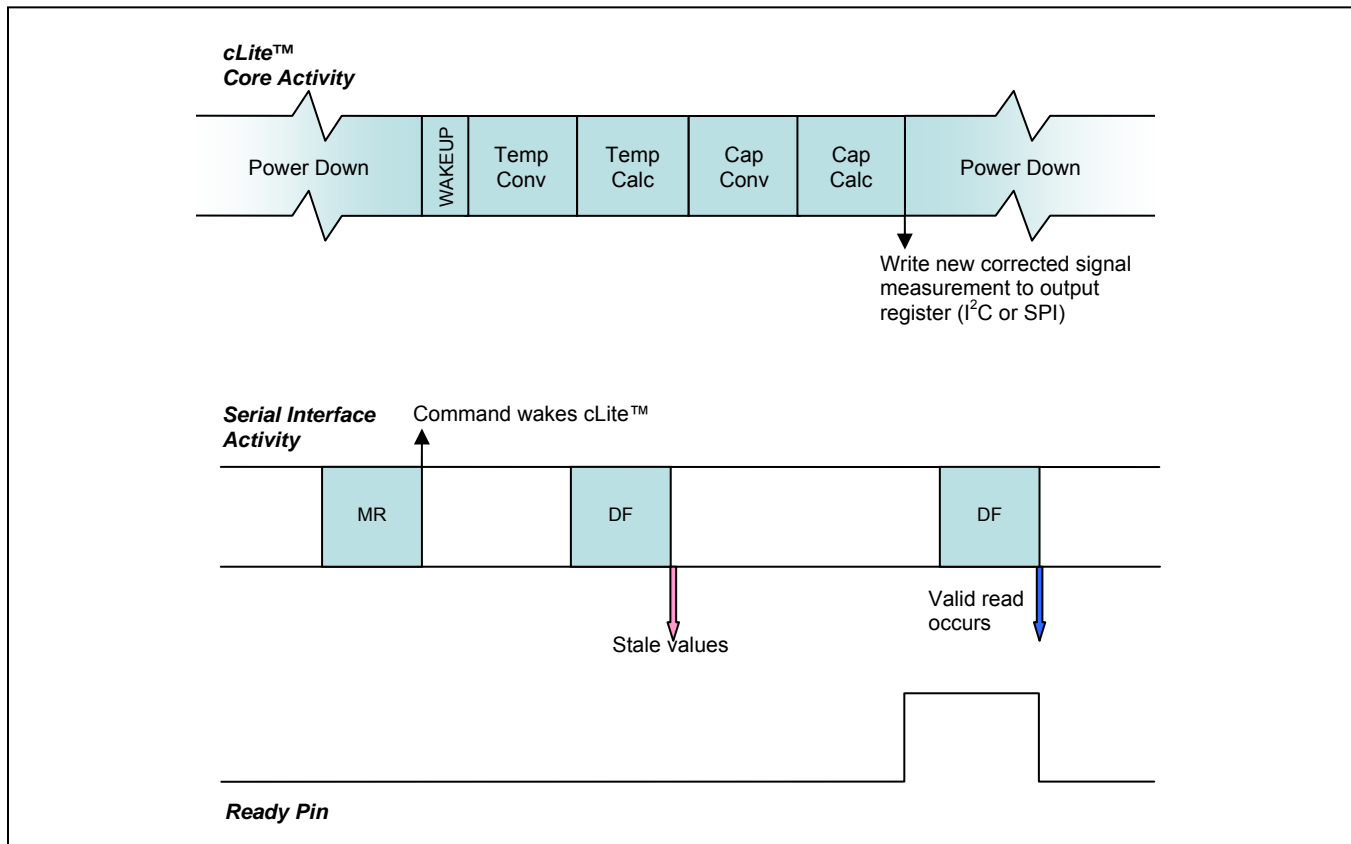 cLite™
Core Activity
Power Down
WAKEUP
Temp
Conv
Temp
Calc
Cap
Conv
Cap
Calc
Power Down
Write new corrected signal
measurement to output
register (I²C or SPI)
Serial Interface
Activity
Command wakes cLite™
MR
DF
DF
Stale values
Valid read
occurs
Ready Pin